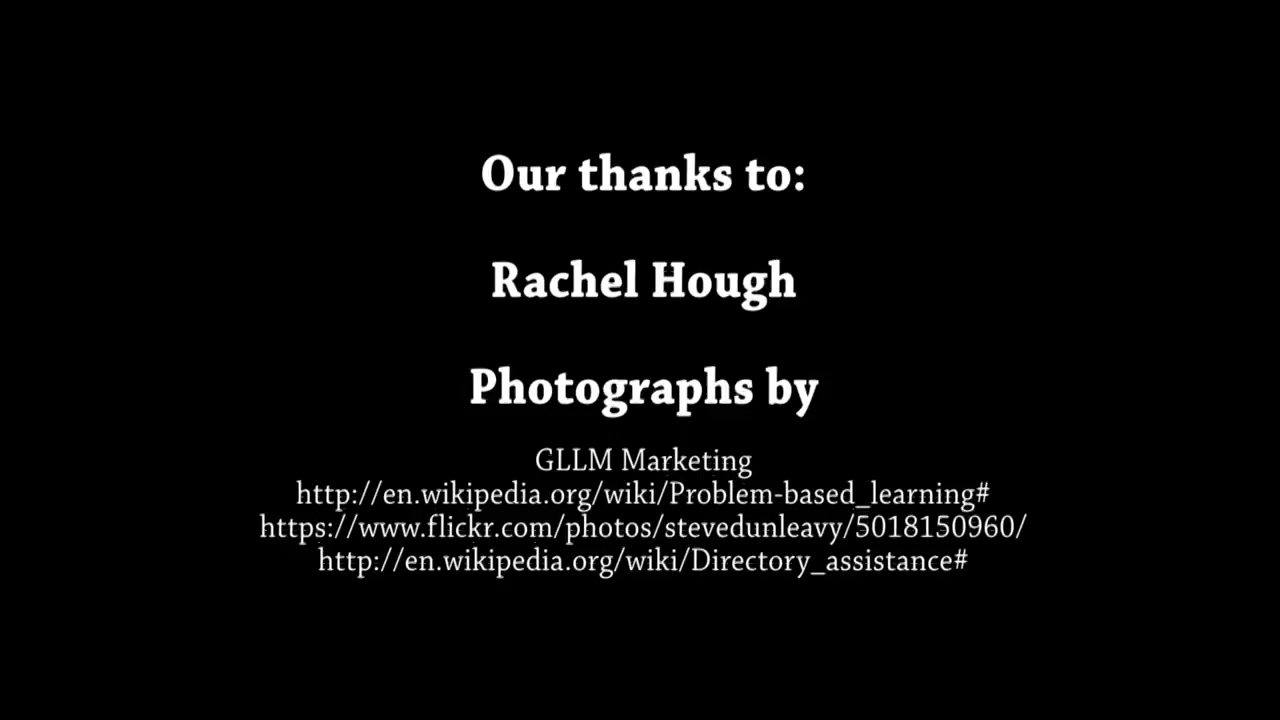 Our thanks to:
Rachel Hough
Photographs by
GLLM Marketing
http://en.wikipedia.org/wiki/Problem-based_learning#
https://www.flickr.com/photos/stevedunleavy/5018150960/
http://en.wikipedia.org/wiki/Directory_assistance#